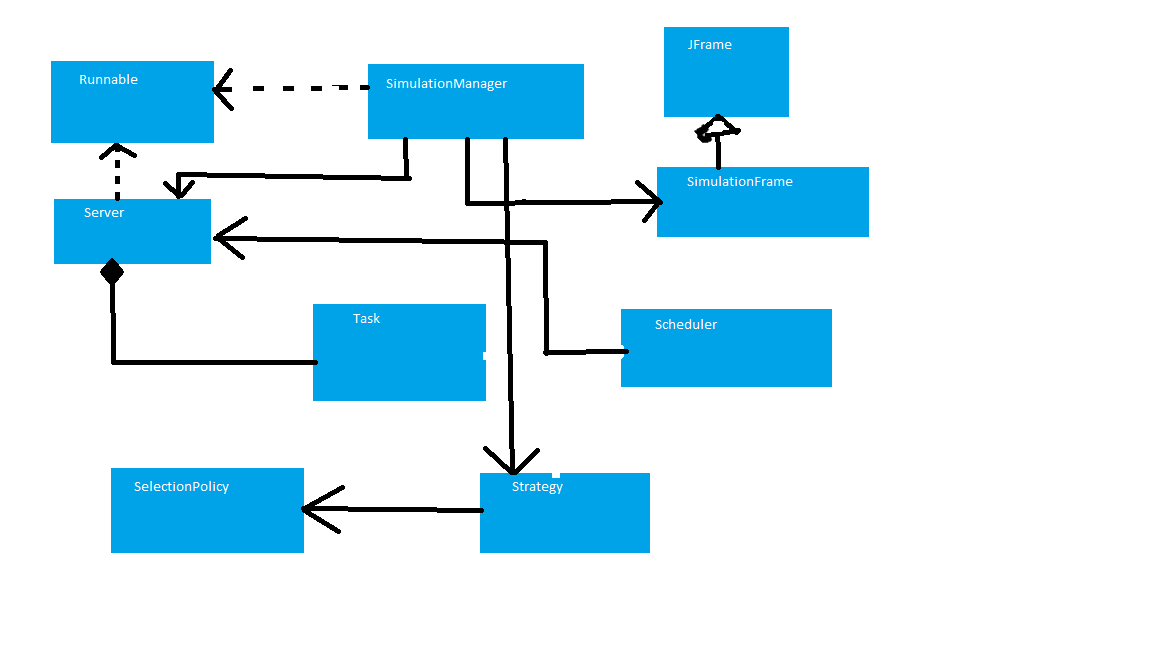 JFrame
Runnable
SimulationManager
SimulationFrame
Server
Task
Scheduler
SelectionPolicy
Strategy